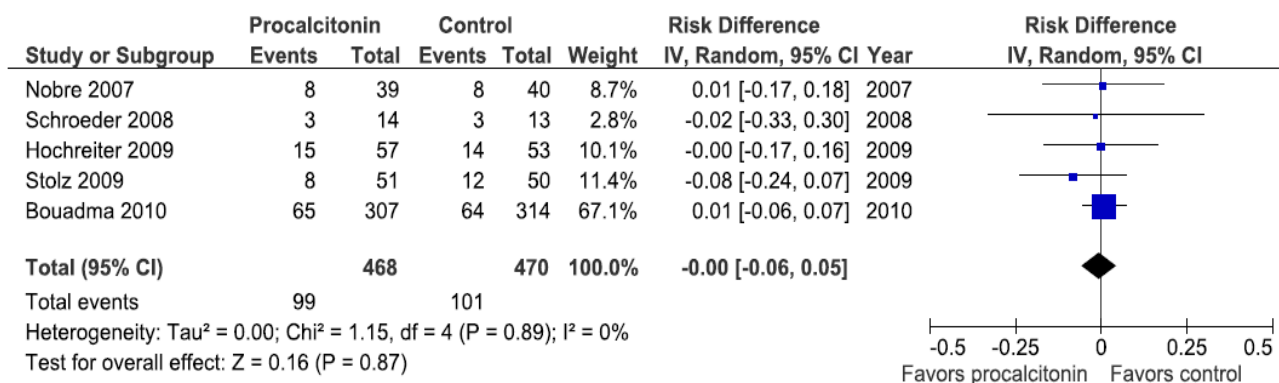 Procalcitonin Control Risk Difference Risk Difference
Study or Subgroup Events Total Events Total Weight IV, Random, 95% CI Year IV, Random, 95% CI
Nobre 2007 8 39 8 40 8.7% 0.01 [-0.17, 0.18] 2007
Schroeder 2008 3 14 3 13 2.8% -0.02 [-0.33, 0.30] 2008
Hochreiter 2009 15 57 14 53 10.1% -0.00 [-0.17, 0.16] 2009
Stolz 2009 8 51 12 50 11.4% -0.08 [-0.24, 0.07] 2009
Bouadma 2010 65 307 64 314 67.1% 0.01 [-0.06, 0.07] 2010
Total (95% CI) 468 470 100.0% -0.00 [-0.06, 0.05]
Total events 99 101
Heterogeneity: Tau² = 0.00; Chi² = 1.15, df = 4 (P = 0.89); I² = 0%
Test for overall effect: Z = 0.16 (P = 0.87)
-0.5 -0.25 0 0.25 0.5
Favors procalcitonin Favors control